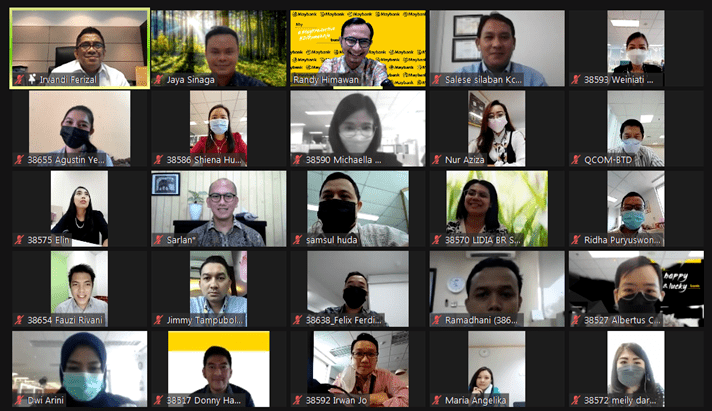 Iryandi Ferizal
Jaya Sinaga
Maybank
My
Randy Himawan
Salese silaban Kc...
38593 Weiniati ...
38655 Agustin Ye...
38586 Shiena Hu...
38590 Michaella ...
Nur Aziza
QCOM-BTD
38575 Elin
Sarlan"
samsul huda
38570 LIDIA BR S...
Ridha Puryuswon...
38654 Fauzi Rivani
Jimmy Tampubol...
38638_Felix Ferdi...
Ramadhani (386...
happy
& lucky
38527 Albertus C...
Dwi Arini
38517 Donny Ha...
38592 Irwan Jo
Maria Angelika
38572 meily dar...